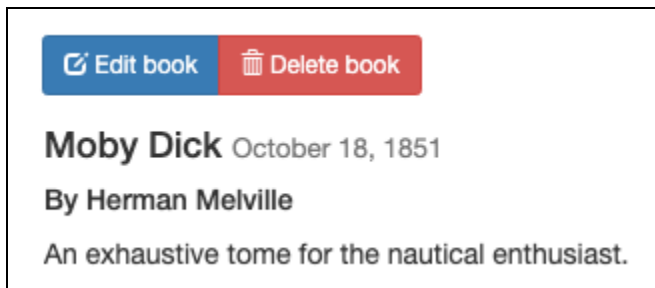 Edit book Delete book
Moby Dick October 18, 1851
By Herman Melville
An exhaustive tome for the nautical enthusiast.